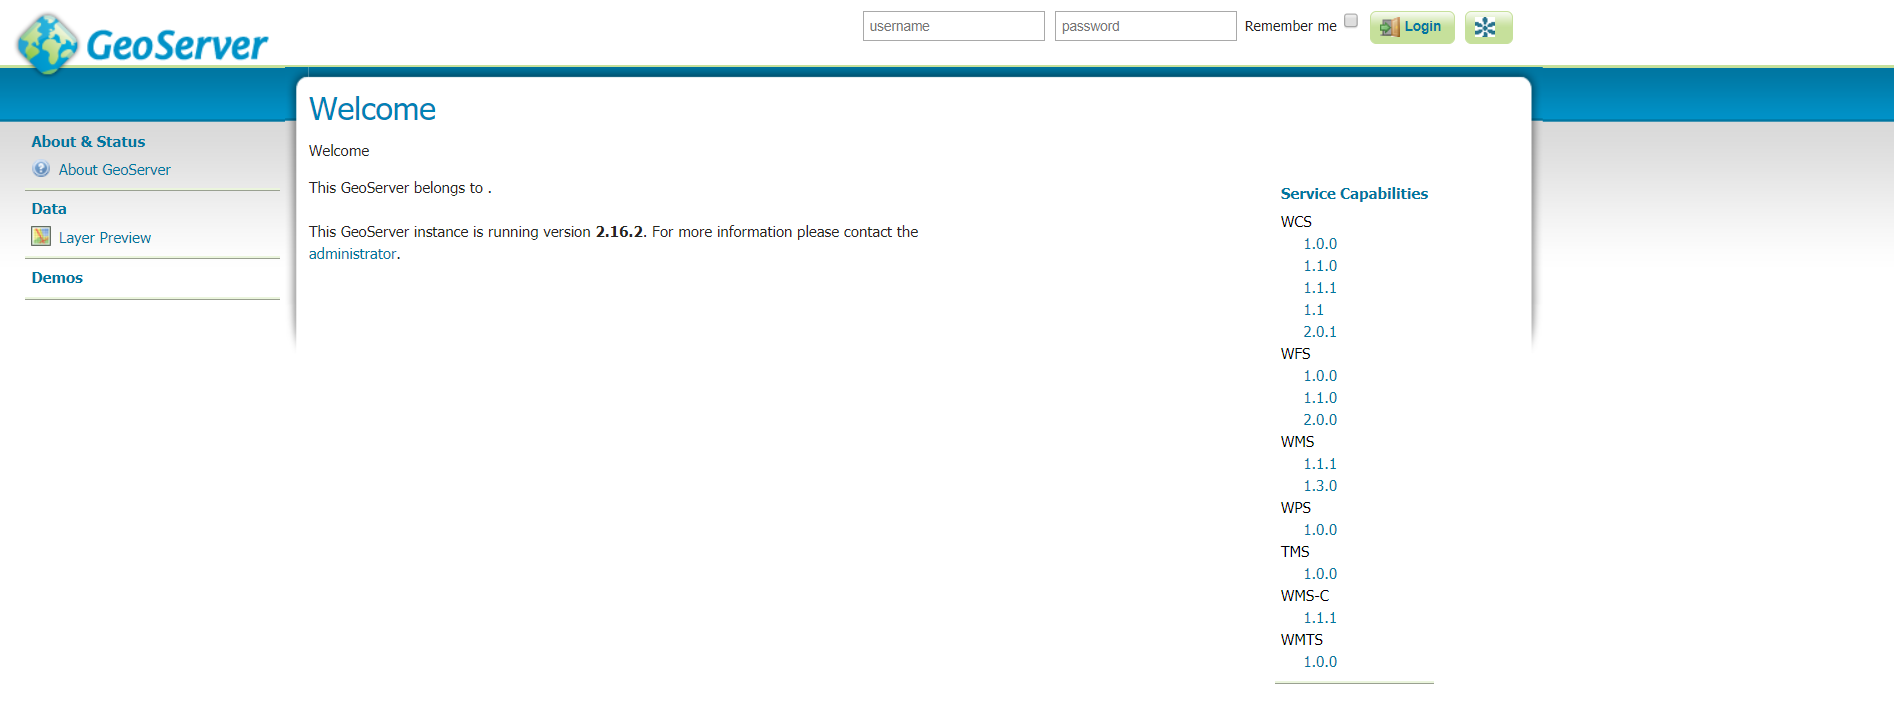 GeoServer
username
password
Remember me
Login
About & Status
About GeoServer
Data
Layer Preview
Demos
Welcome
Welcome
This GeoServer belongs to .
This GeoServer instance is running version 2.16.2. For more information please contact the
administrator.
Service Capabilities
WCS
1.0.0
1.1.0
1.1.1
1.1
2.0.1
WFS
1.0.0
1.1.0
2.0.0
WMS
1.1.1
1.3.0
WPS
1.0.0
TMS
1.0.0
WMS-C
1.1.1
WMTS
1.0.0